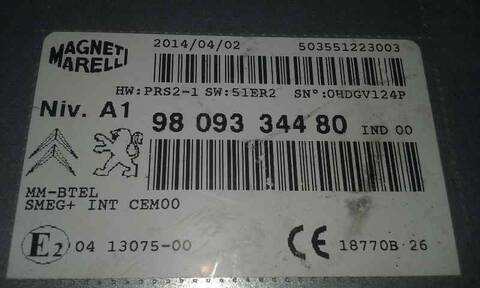 MAGNETI MARELLI
2014/04/02 503551223003
HW:PRS2-1 SW:51ER2 SN°:0HDGV124P
Niv. A1
98 093 344 80 IND 00
MM-BTEL
SMEG+ INT CEM00
E2 04 13075-00 CE 18770B 26